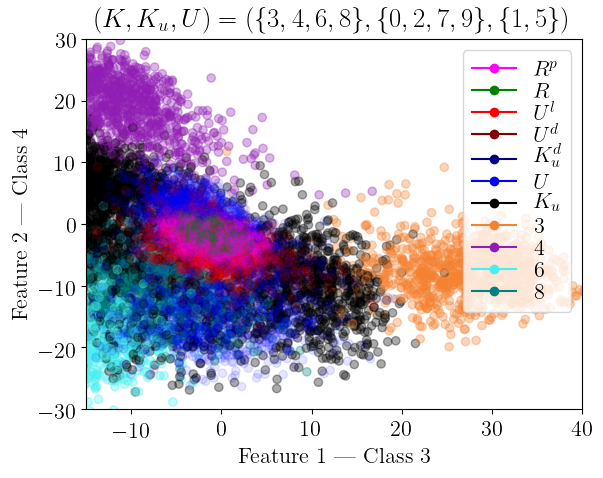 (K, K_u, U) = ({3, 4, 6, 8}, {0, 2, 7, 9}, {1, 5})
30
20
10
0
−10
−20
−30
Feature 2 — Class 4
R^p
R
U^l
U^d
K_u^d
U
K_u
3
4
6
8
−10
0
10
20
30
40
Feature 1 — Class 3